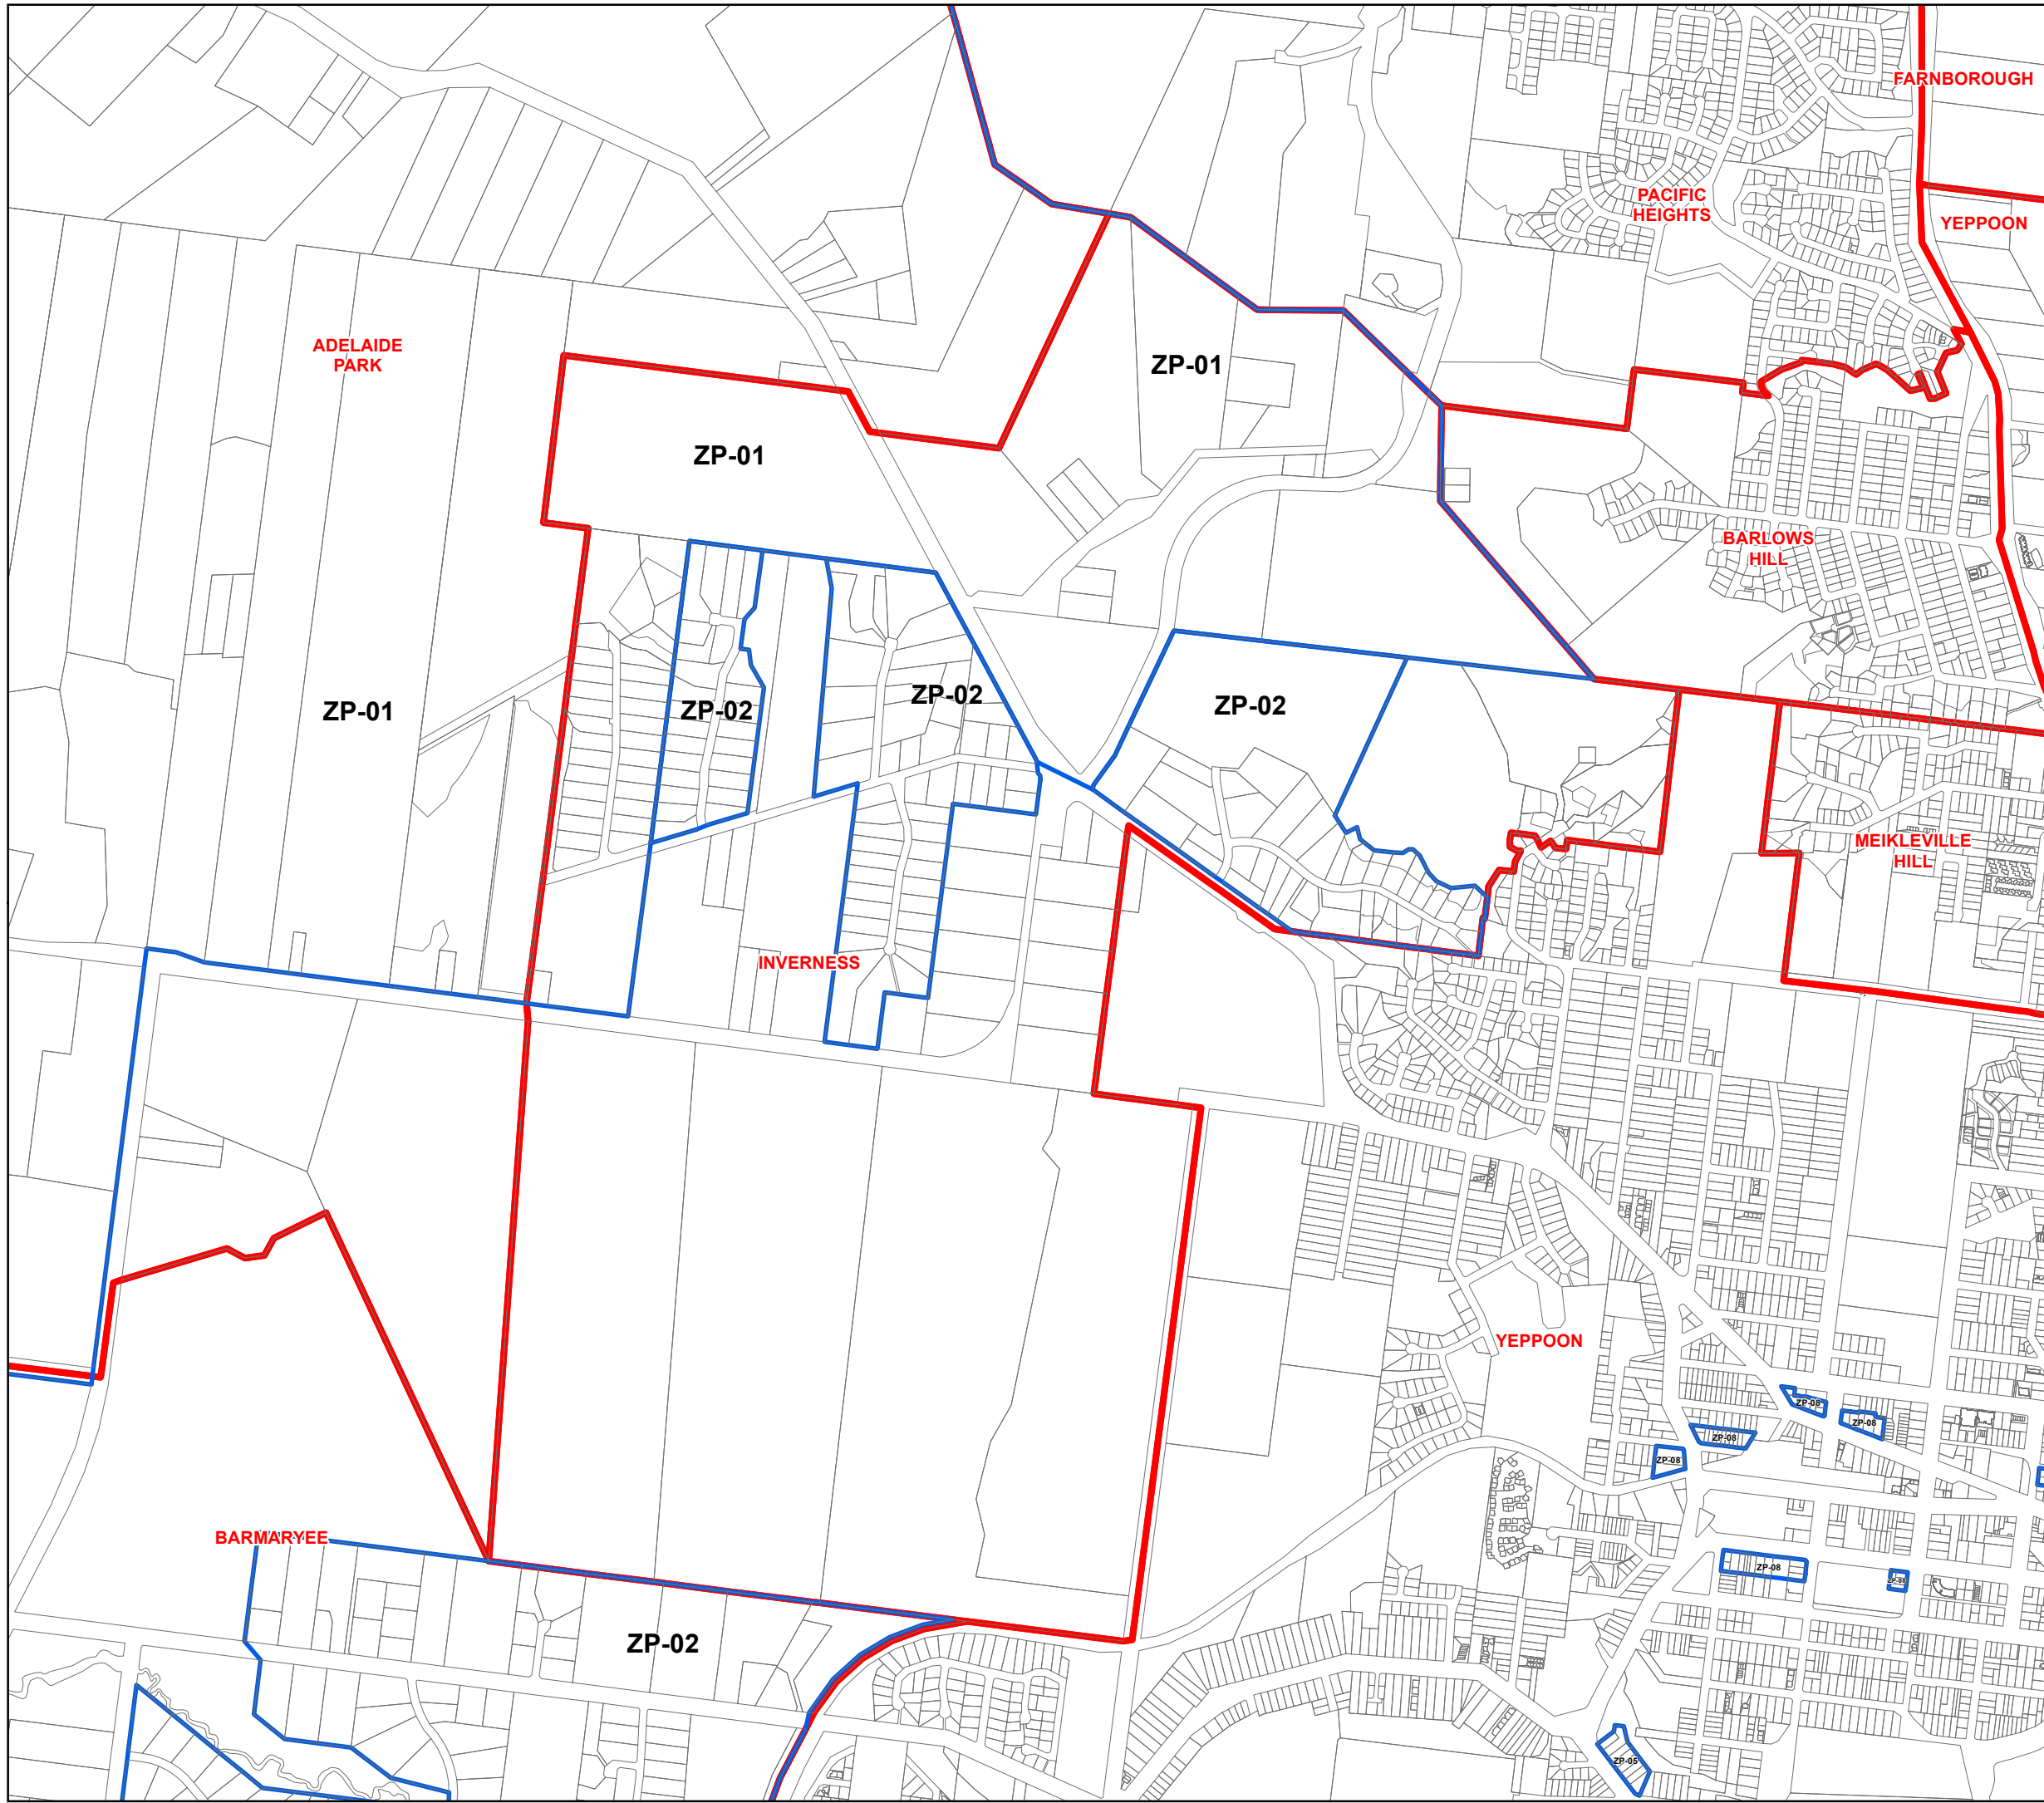 FARNBOROUGH
PACIFIC
HEIGHTS
YEPPOON
ADELAIDE
PARK
ZP-01
ZP-01
BARLOWS
HILL
ZP-01
ZP-02
ZP-02
ZP-02
MEIKLEVILLE
HILL
INVERNESS
YEPPOON
ZP-08
ZP-08
ZP-08
ZP-08
BARMARYEE
ZP-08
ZP-02
ZP-05